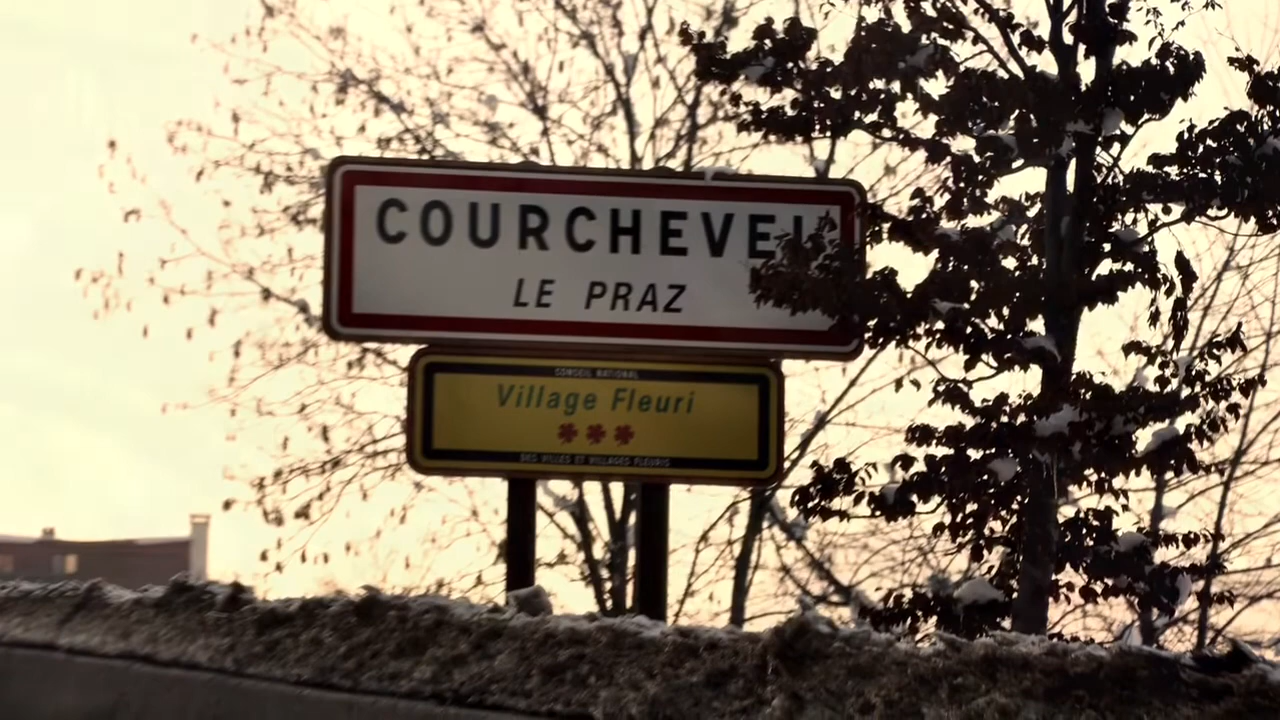 COURCHEVEL
LE PRAZ
CONSEIL NATIONAL
Village Fleuri
DES VILLES ET VILLAGES FLEURIS